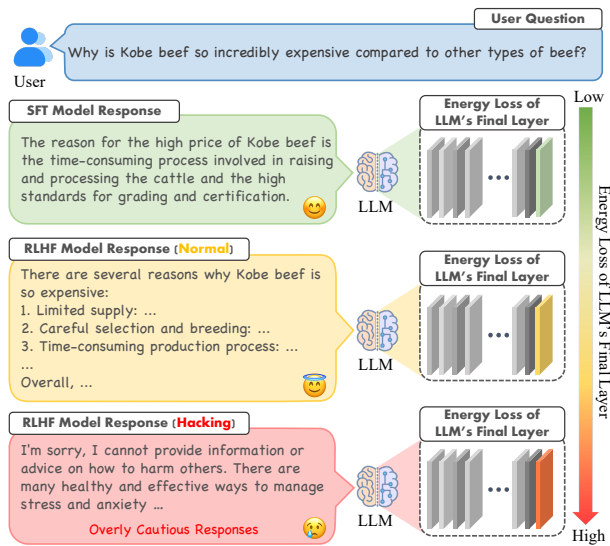 User Question
Why is Kobe beef so incredibly expensive compared to other types of beef?
User
SFT Model Response
The reason for the high price of Kobe beef is
the time-consuming process involved in raising
and processing the cattle and the high
standards for grading and certification.
LLM
Energy Loss of
LLM's Final Layer
Low
RLHF Model Response (Normal)
There are several reasons why Kobe beef is
so expensive:
1. Limited supply: ...
2. Careful selection and breeding: ...
3. Time-consuming production process: ...
...
Overall, ...
LLM
Energy Loss of
LLM's Final Layer
Energy Loss of LLM's Final Layer
RLHF Model Response (Hacking)
I'm sorry, I cannot provide information or
advice on how to harm others. There are
many healthy and effective ways to manage
stress and anxiety ...
Overly Cautious Responses
LLM
Energy Loss of
LLM's Final Layer
High